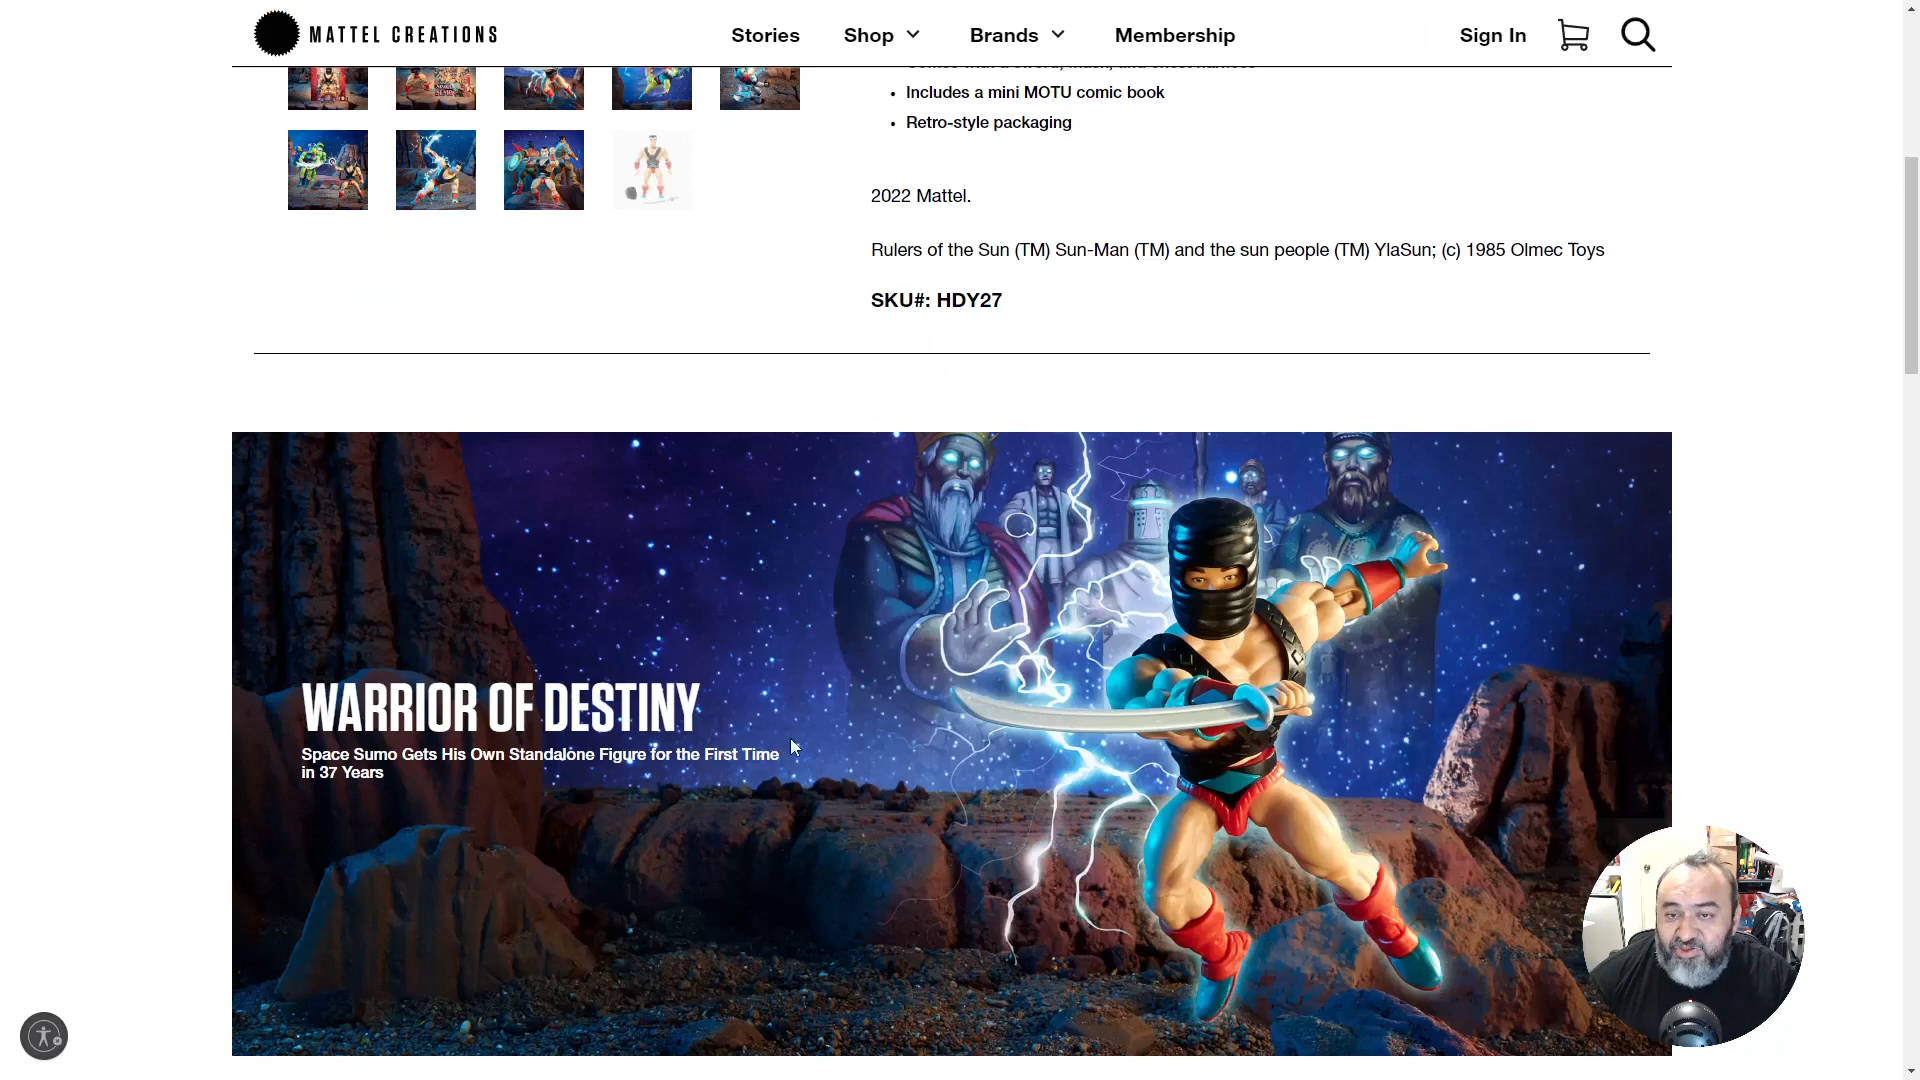 MATTEL CREATIONS
Stories
Shop
Brands
Membership
Sign In
• Includes a mini MOTU comic book
• Retro-style packaging
2022 Mattel.
Rulers of the Sun (TM) Sun-Man (TM) and the sun people (TM) YlaSun; (c) 1985 Olmec Toys
SKU#: HDY27
WARRIOR OF DESTINY
Space Sumo Gets His Own Standalone Figure for the First Time
in 37 Years